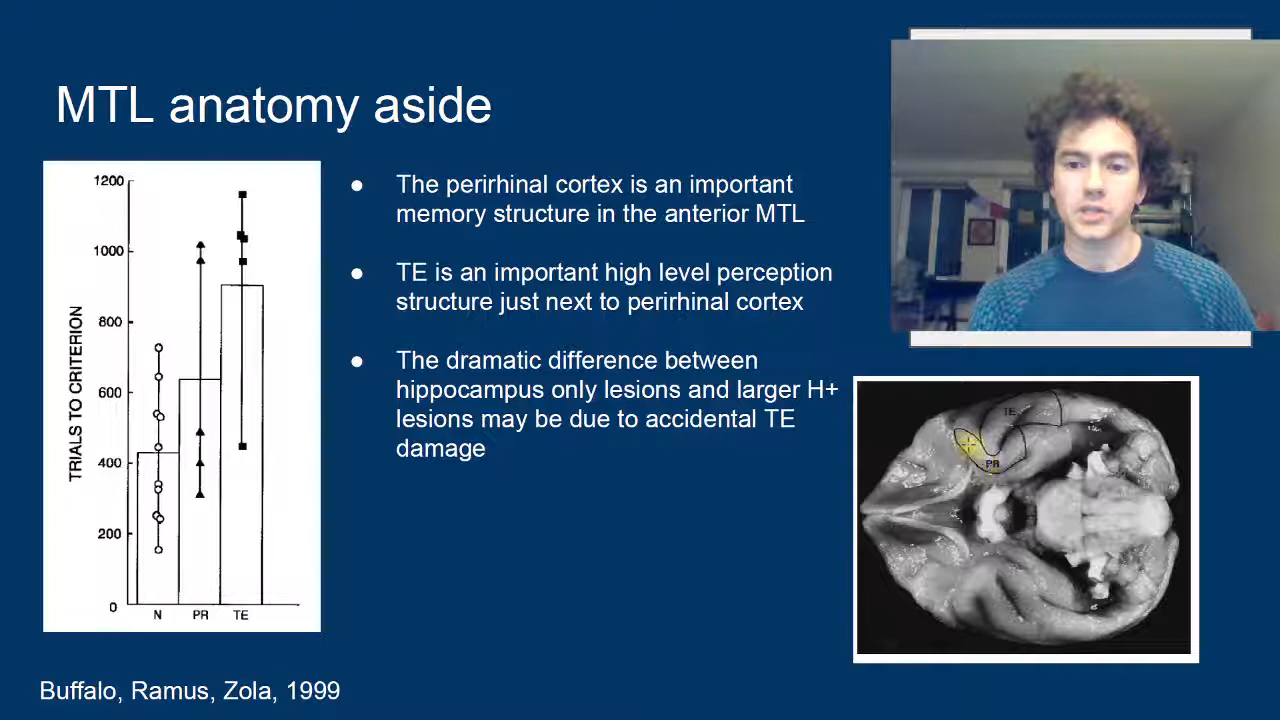 MTL anatomy aside
1200
1000
800
600
400
200
0
TRIALS TO CRITERION
N PR TE
● The perirhinal cortex is an important
memory structure in the anterior MTL
● TE is an important high level perception
structure just next to perirhinal cortex
● The dramatic difference between
hippocampus only lesions and larger H+
lesions may be due to accidental TE
damage
TE
PR
Buffalo, Ramus, Zola, 1999